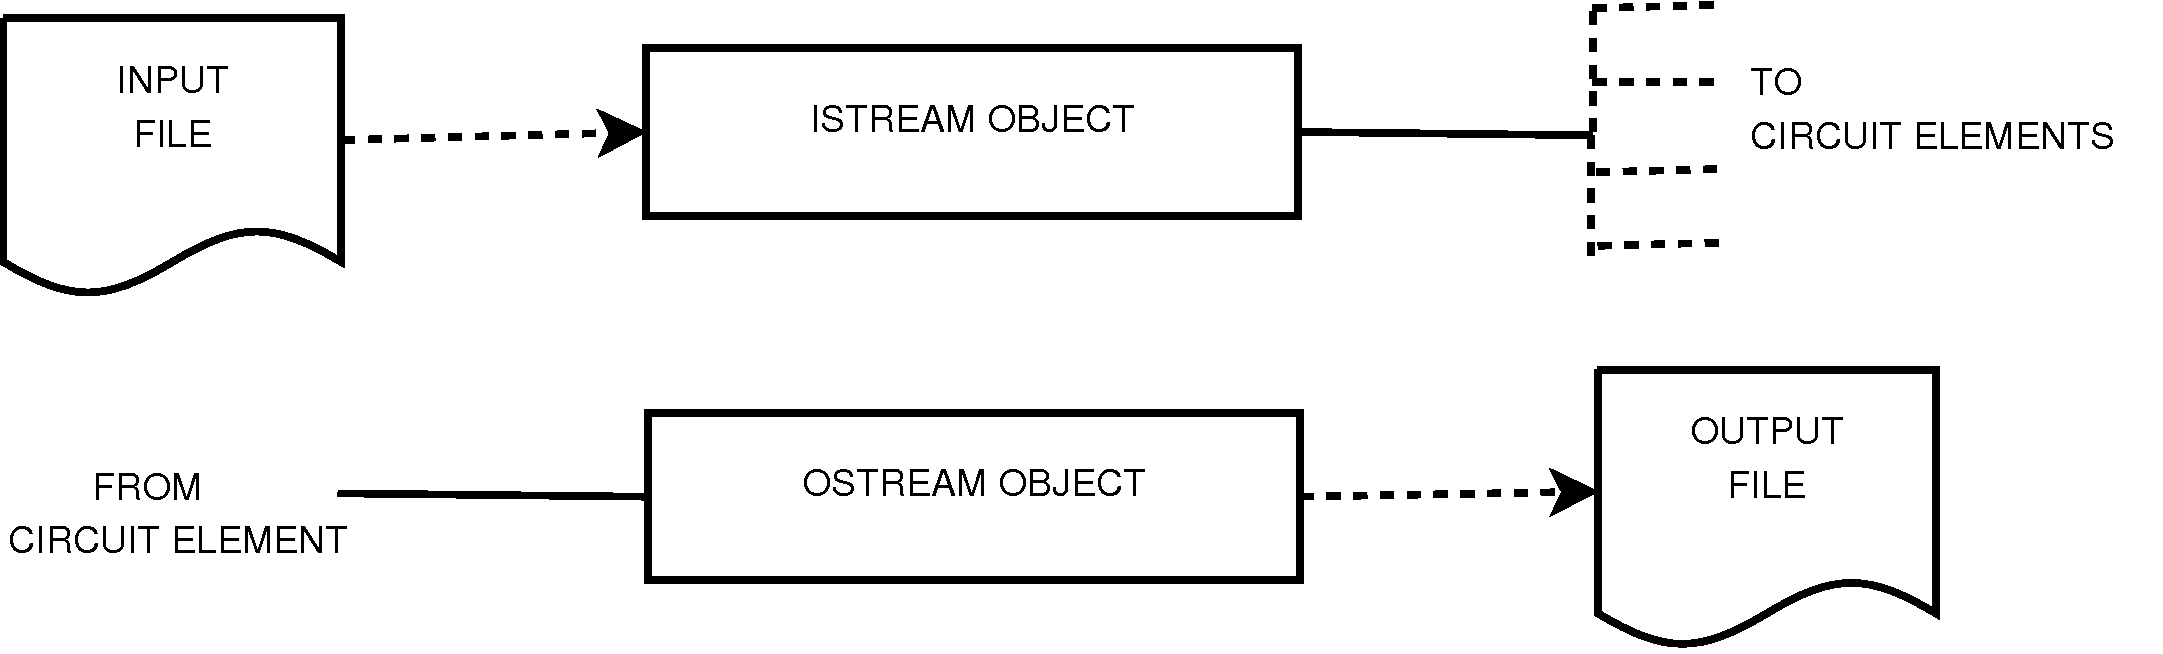 INPUT
FILE
ISTREAM OBJECT
TO
CIRCUIT ELEMENTS
FROM
CIRCUIT ELEMENT
OSTREAM OBJECT
OUTPUT
FILE